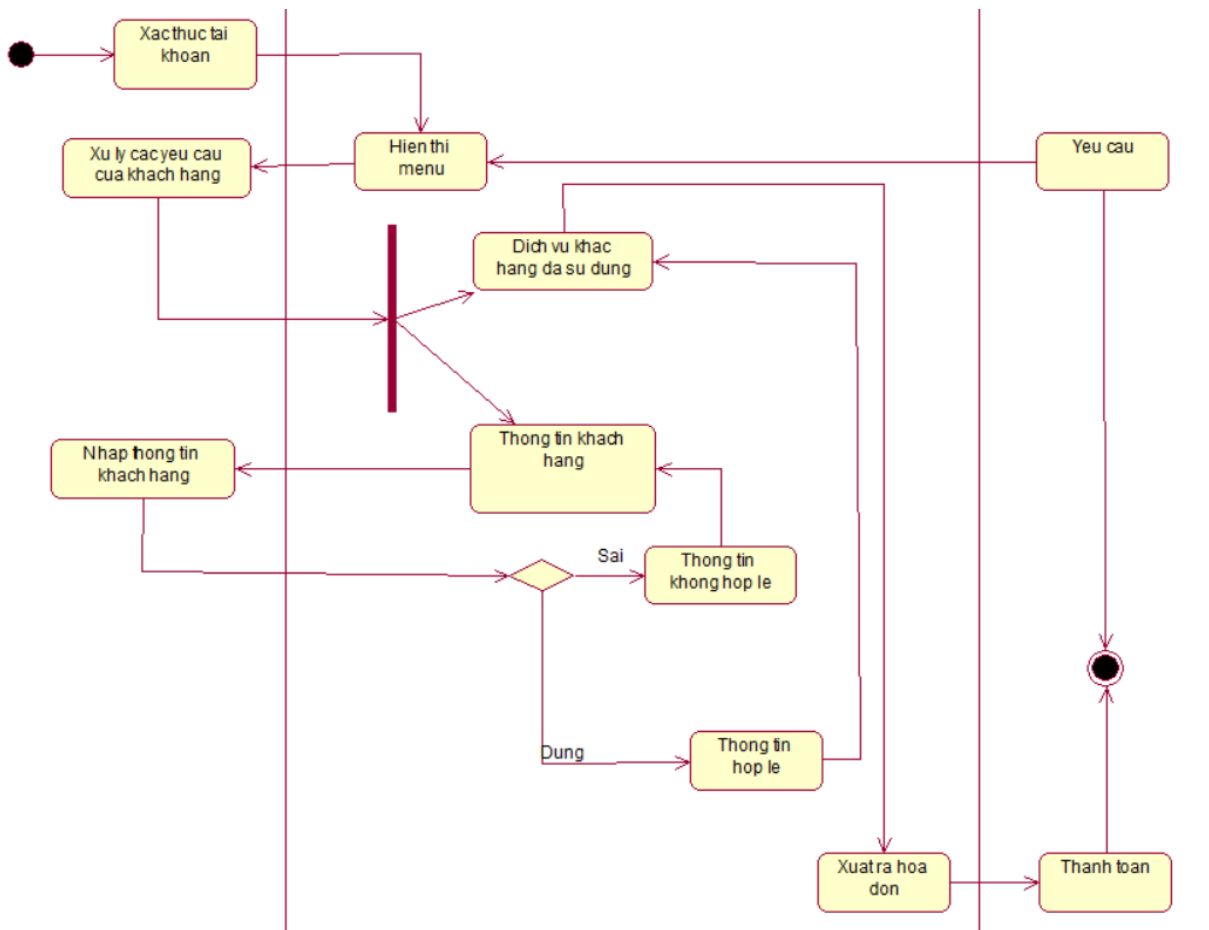 Xac thuc tai
khoan
Hien thi
menu
Xu ly cac yeu cau
cua khach hang
Yeu cau
Dich vu khac
hang da su dung
Thong tin khach
hang
Nhap thong tin
khach hang
Sai
Thong tin
khong hop le
Dung
Thong tin
hop le
Xuat ra hoa
don
Thanh toan